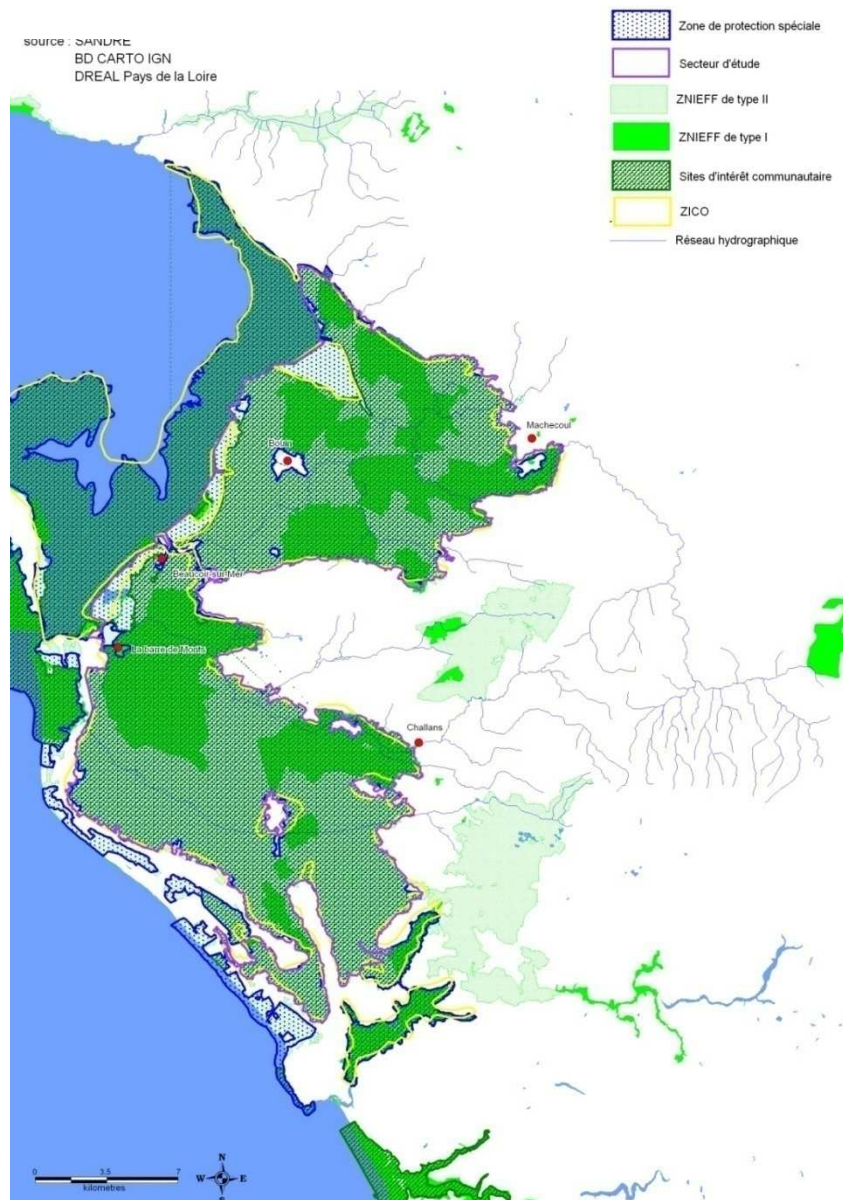 source : SANDRE
BD CARTO IGN
DREAL Pays de la Loire
Zone de protection spéciale
Secteur d'étude
ZNIEFF de type II
ZNIEFF de type I
Sites d'intérêt communautaire
ZICO
Réseau hydrographique
Machecoul
Bouin
Beauvoir-sur-Mer
La barre de Monts
Challans
N
W E
S
0 3.5 7
kilometres